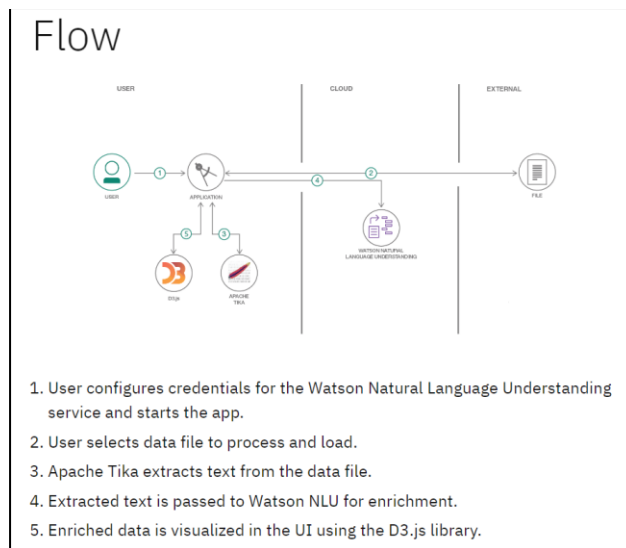 Flow
USER
CLOUD
EXTERNAL
1
2
4
USER
APPLICATION
FILE
5
3
WATSON NATURAL
LANGUAGE UNDERSTANDING
D3.js
APACHE
TIKA
1. User configures credentials for the Watson Natural Language Understanding
service and starts the app.
2. User selects data file to process and load.
3. Apache Tika extracts text from the data file.
4. Extracted text is passed to Watson NLU for enrichment.
5. Enriched data is visualized in the UI using the D3.js library.